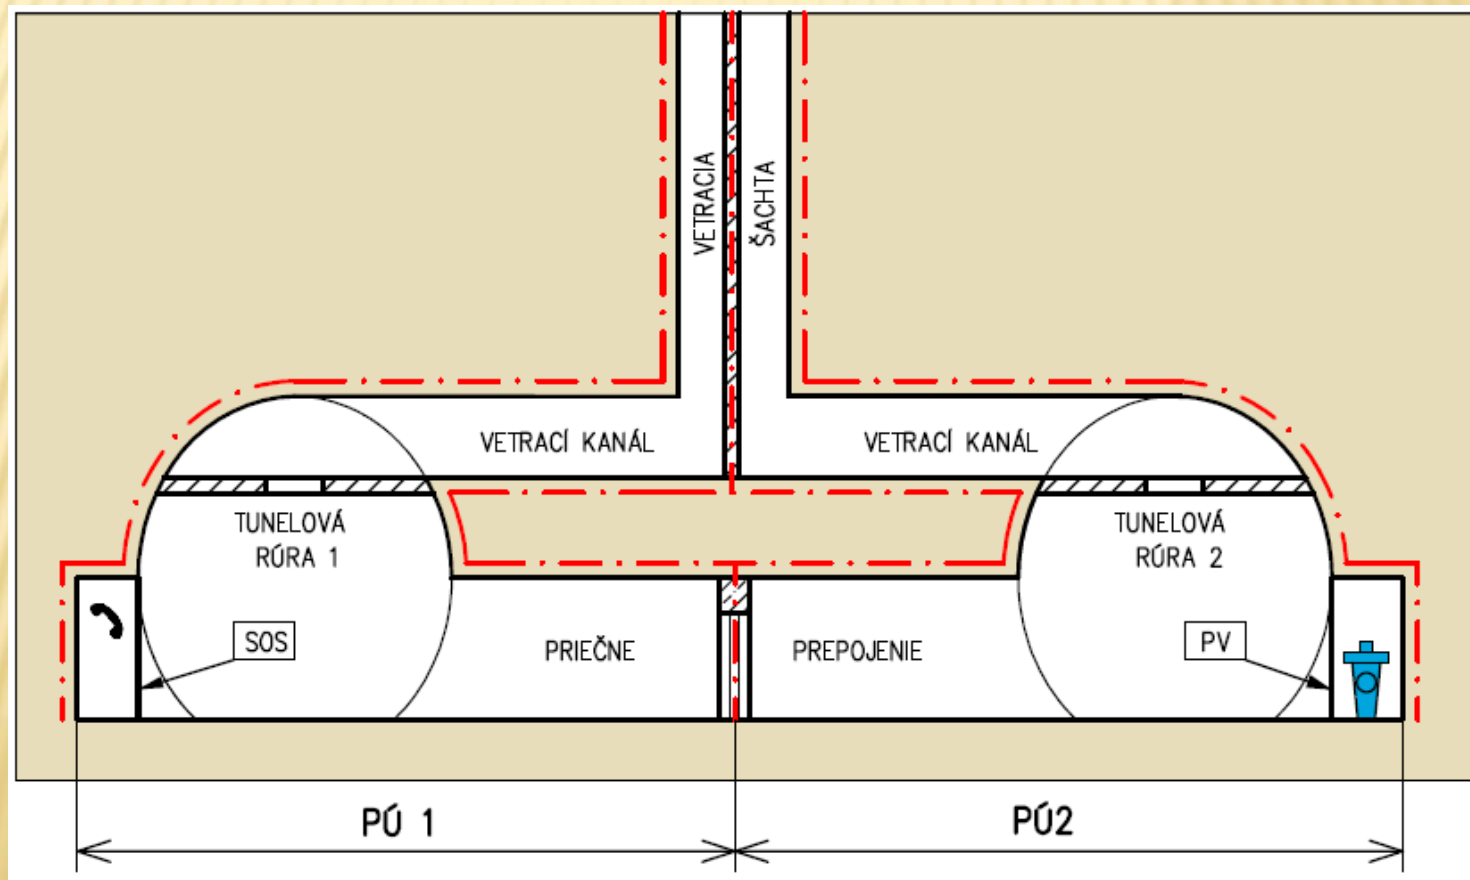 VETRACIA
ŠACHTA
VETRACÍ KANÁL
VETRACÍ KANÁL
TUNELOVÁ
RÚRA 1
TUNELOVÁ
RÚRA 2
SOS
PRIEČNE
PREPOJENIE
PV
PÚ 1
PÚ2